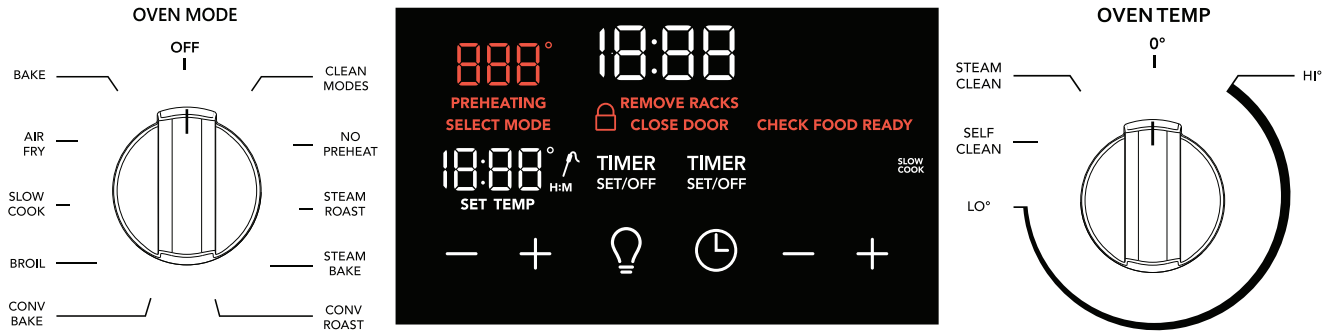 OVEN MODE
OFF
BAKE
AIR
FRY
SLOW
COOK
BROIL
CONV
BAKE
CLEAN
MODES
NO
PREHEAT
STEAM
ROAST
STEAM
BAKE
CONV
ROAST
888°
18:88
PREHEATING
SELECT MODE
REMOVE RACKS
CLOSE DOOR
CHECK FOOD READY
18:88°
H:M
SET TEMP
TIMER
SET/OFF
TIMER
SET/OFF
SLOW
COOK
− +
− +
OVEN TEMP
0°
STEAM
CLEAN
SELF
CLEAN
LO°
HI°